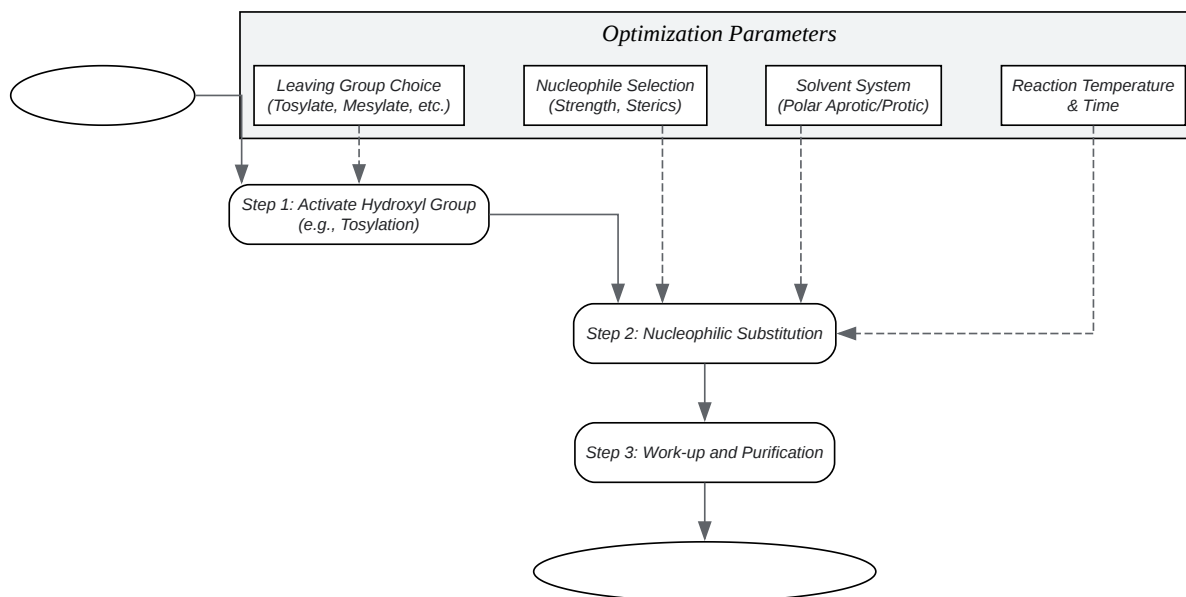 Optimization Parameters
Leaving Group Choice
(Tosylate, Mesylate, etc.)
Nucleophile Selection
(Strength, Sterics)
Solvent System
(Polar Aprotic/Protic)
Reaction Temperature
& Time
Step 1: Activate Hydroxyl Group
(e.g., Tosylation)
Step 2: Nucleophilic Substitution
Step 3: Work-up and Purification